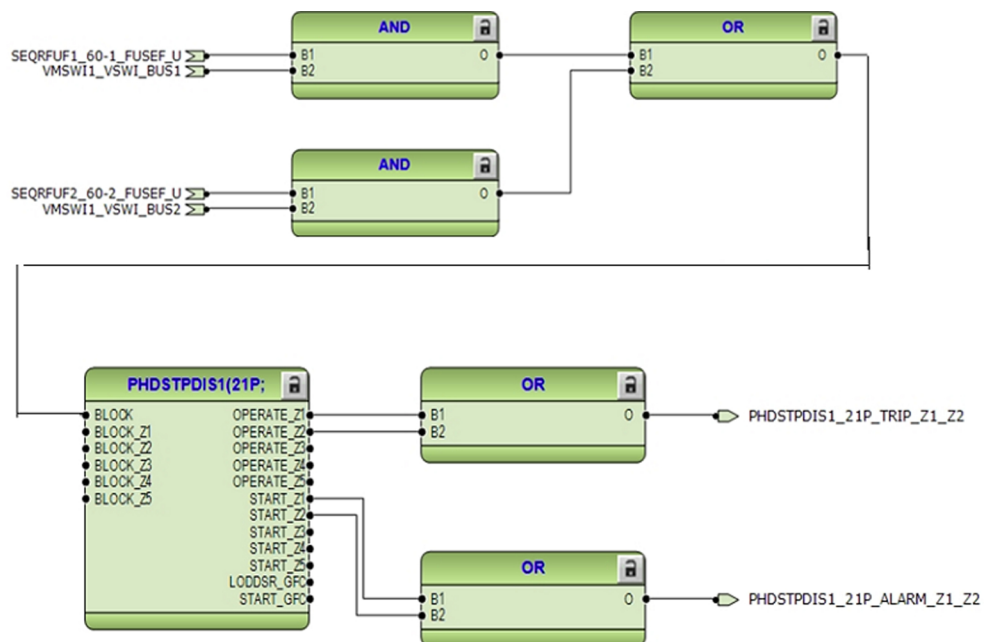 AND
OR
SEQRFUF1_60-1_FUSEF_U B1 O B1 O
VMSWI1_VSWI_BUS1 B2 B2
AND
SEQRFUF2_60-2_FUSEF_U B1 O
VMSWI1_VSWI_BUS2 B2
PHDSTPDIS1(21P;
OR
BLOCK OPERATE_Z1 B1 O PHDSTPDIS1_21P_TRIP_Z1_Z2
BLOCK_Z1 OPERATE_Z2 B2
BLOCK_Z2 OPERATE_Z3
BLOCK_Z3 OPERATE_Z4
BLOCK_Z4 OPERATE_Z5
BLOCK_Z5 START_Z1
START_Z2
START_Z3
START_Z4
START_Z5
OR
LODDSR_GFC
START_GFC B1 O PHDSTPDIS1_21P_ALARM_Z1_Z2
B2